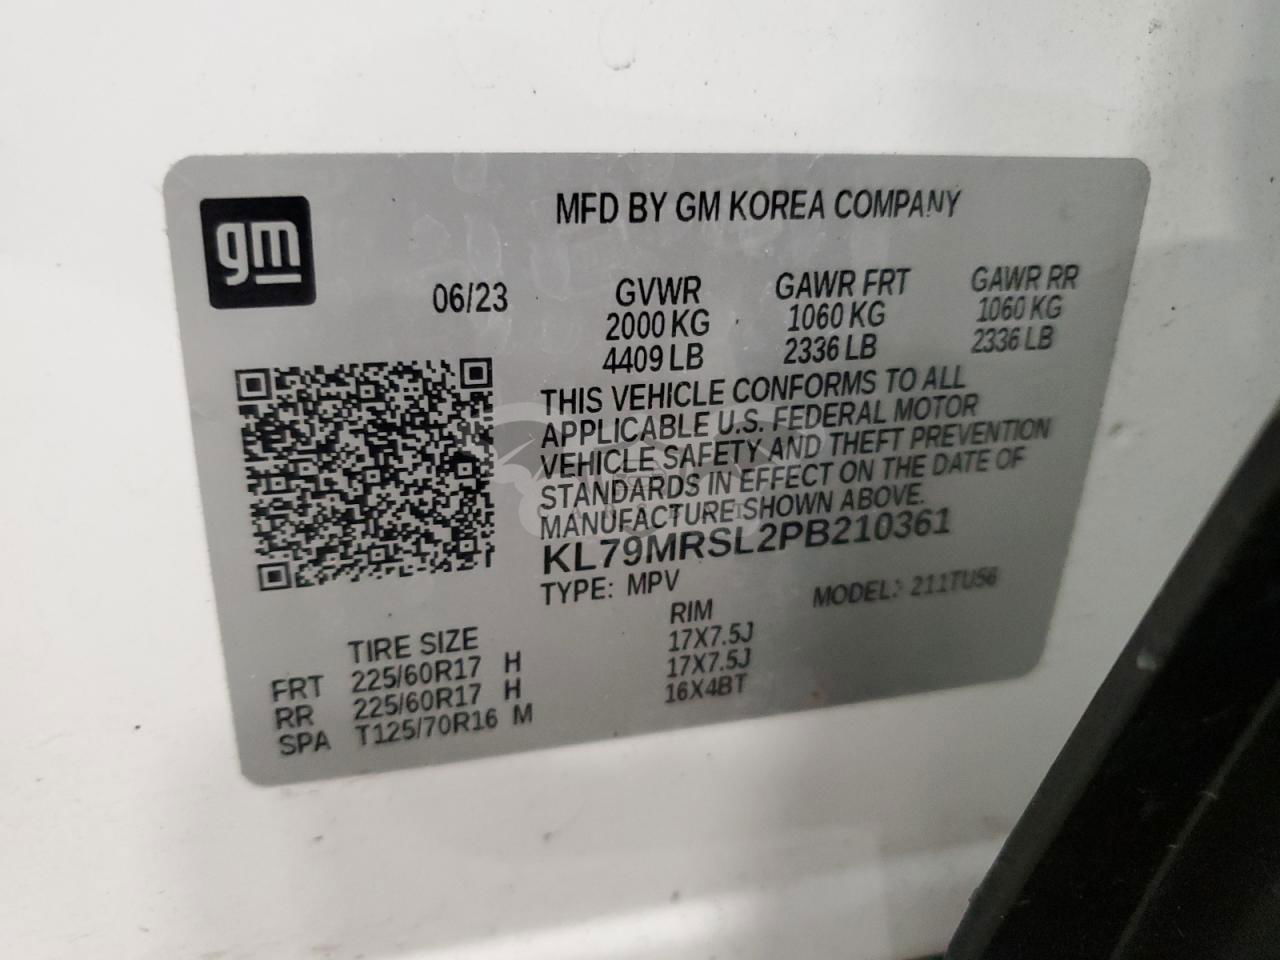 gm
MFD BY GM KOREA COMPANY
06/23
GVWR GAWR FRT GAWR RR
2000 KG 1060 KG 1060 KG
4409 LB 2336 LB 2336 LB
THIS VEHICLE CONFORMS TO ALL
APPLICABLE U.S. FEDERAL MOTOR
VEHICLE SAFETY AND THEFT PREVENTION
STANDARDS IN EFFECT ON THE DATE OF
MANUFACTURE SHOWN ABOVE.
KL79MRSL2PB210361
TYPE: MPV MODEL: 211TU56
TIRE SIZE RIM
FRT 225/60R17 H 17X7.5J
RR 225/60R17 H 17X7.5J
SPA T125/70R16 M 16X4BT